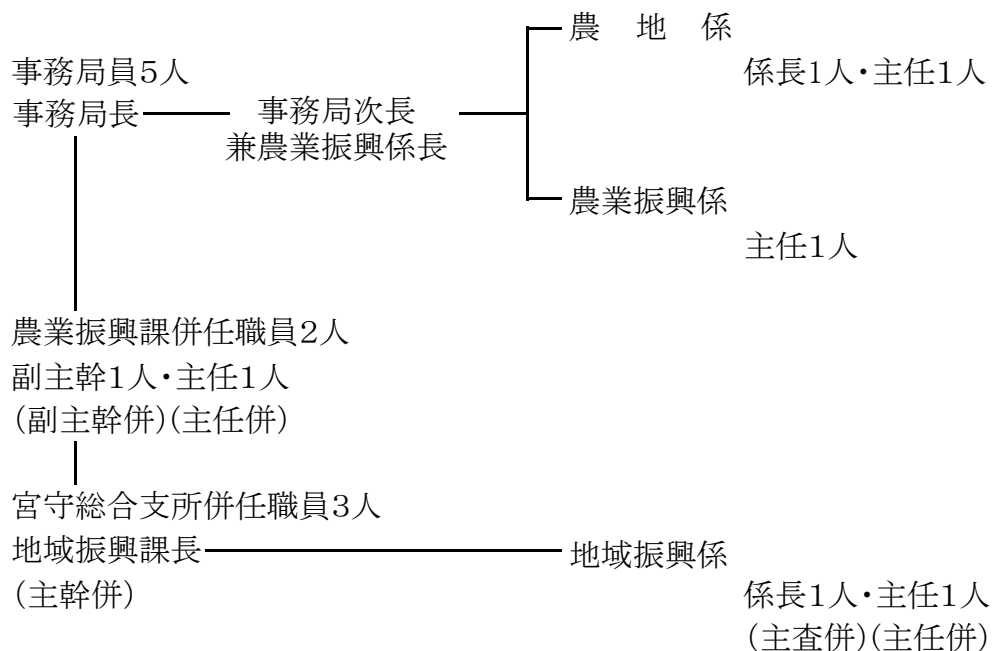 農　地　係
事務局員5人
係長1人・主任1人
事務局長
事務局次長
兼農業振興係長
農業振興係
主任1人
農業振興課併任職員2人
副主幹1人・主任1人
(副主幹併)(主任併)
宮守総合支所併任職員3人
地域振興課長
地域振興係
(主幹併)
係長1人・主任1人
(主査併)(主任併)